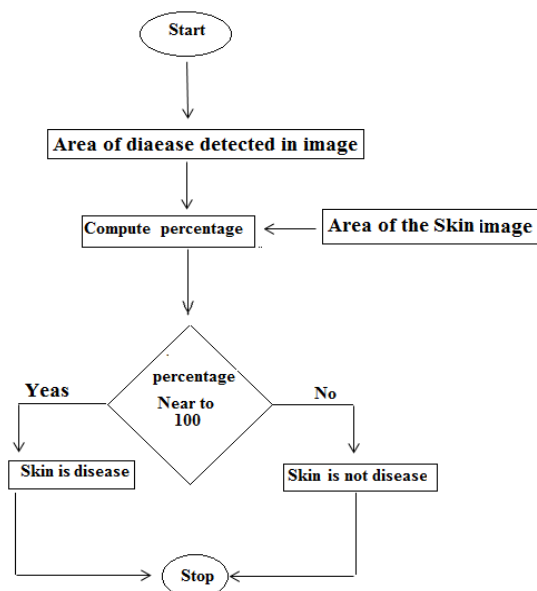 Start
Area of diaease detected in image
Compute percentage
Area of the Skin image
percentage
Near to
100
Yeas
No
Skin is disease
Skin is not disease
Stop